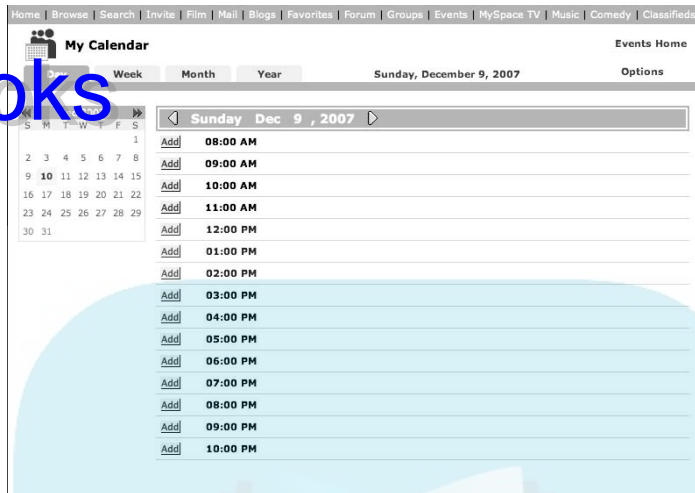 Home | Browse | Search | Invite | Film | Mail | Blogs | Favorites | Forum | Groups | Events | MySpace TV | Music | Comedy | Classifieds
My Calendar
Events Home
Week Month Year
Sunday, December 9, 2007
Options
oks
Sunday Dec 9 , 2007
S M T W T F S
1
2 3 4 5 6 7 8
9 10 11 12 13 14 15
16 17 18 19 20 21 22
23 24 25 26 27 28 29
30 31
Add 08:00 AM
Add 09:00 AM
Add 10:00 AM
Add 11:00 AM
Add 12:00 PM
Add 01:00 PM
Add 02:00 PM
Add 03:00 PM
Add 04:00 PM
Add 05:00 PM
Add 06:00 PM
Add 07:00 PM
Add 08:00 PM
Add 09:00 PM
Add 10:00 PM